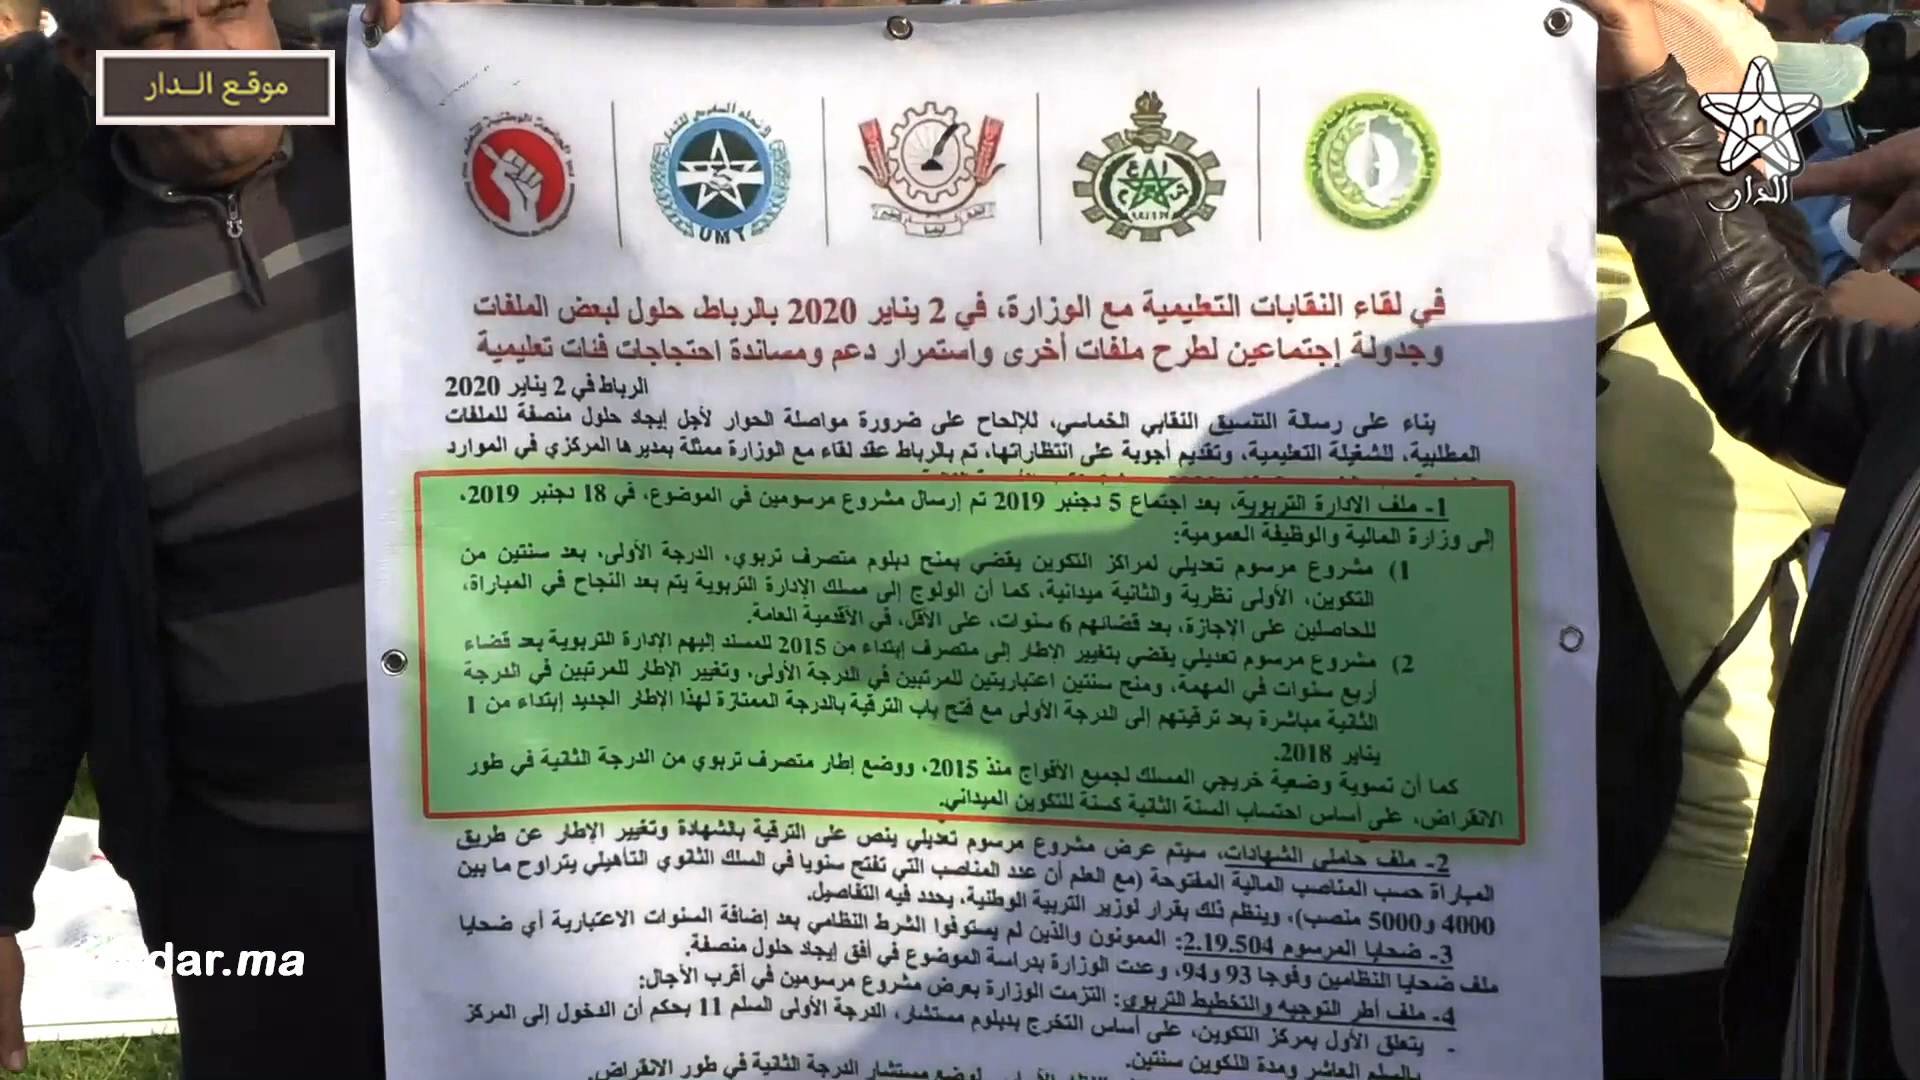 موقع الدار
الدار
UMT
في لقاء النقابات التعليمية مع الوزارة، في 2 يناير 2020 بالرباط، حلول لبعض الملفات
وجدولة إجتماعين لطرح ملفات أخرى واستمرار دعم ومساندة احتجاجات فئات تعليمية
الرباط في 2 يناير 2020
بناء على رسالة التنسيق النقابي الخماسي، للإلحاح على ضرورة مواصلة الحوار لأجل إيجاد حلول منصفة للملفات
المطلبية، للشغيلة التعليمية، وتقديم أجوبة على انتظاراتها، تم بالرباط عقد لقاء مع الوزارة ممثلة بمديرها المركزي في الموارد
1- ملف الإدارة التربوية، بعد اجتماع 5 دجنبر 2019 تم إرسال مشروع مرسومين في الموضوع، في 18 دجنبر 2019،
إلى وزارة المالية والوظيفة العمومية:
1) مشروع مرسوم تعديلي لمراكز التكوين يقضي بمنح دبلوم متصرف تربوي، الدرجة الأولى، بعد سنتين من
التكوين، الأولى نظرية والثانية ميدانية، كما أن الولوج إلى مسلك الإدارة التربوية يتم بعد النجاح في المباراة،
للحاصلين على الإجازة، بعد قضائهم 6 سنوات، على الأقل، في الأقدمية العامة.
2) مشروع مرسوم تعديلي يقضي بتغيير الإطار إلى متصرف إبتداء من 2015 للمسند إليهم الإدارة التربوية بعد قضاء
أربع سنوات في المهمة، ومنح سنتين اعتباريتين للمرتبين في الدرجة الأولى، وتغيير الإطار للمرتبين في الدرجة
الثانية مباشرة بعد ترقيتهم إلى الدرجة الأولى مع فتح باب الترقية بالدرجة الممتازة لهذا الإطار الجديد إبتداء من 1
يناير 2018.
كما أن تسوية وضعية خريجي المسلك لجميع الأفواج منذ 2015، ووضع إطار متصرف تربوي من الدرجة الثانية في طور
الانقراض، على أساس احتساب السنة الثانية كسنة للتكوين الميداني.
2- ملف حاملي الشهادات، سيتم عرض مشروع مرسوم تعديلي ينص على الترقية بالشهادة وتغيير الإطار عن طريق
المباراة حسب المناصب المالية المفتوحة (مع العلم أن عدد المناصب التي تفتح سنويا في السلك الثانوي التأهيلي يتراوح ما بين
4000 و5000 منصب)، وينظم ذلك بقرار لوزير التربية الوطنية، يحدد فيه التفاصيل.
3- ضحايا المرسوم 2.19.504: الممونون والذين لم يستوفوا الشرط النظامي بعد إضافة السنوات الاعتبارية أي ضحايا
ملف ضحايا النظامين وفوجا 93 و94، وعدت الوزارة بدراسة الموضوع في أفق إيجاد حلول منصفة.
4- ملف أطر التوجيه والتخطيط التربوي: التزمت الوزارة بعرض مشروع مرسومين في أقرب الآجال:
- يتعلق الأول بمركز التكوين، على أساس التخرج بدبلوم مستشار، الدرجة الأولى السلم 11 بحكم أن الدخول إلى المركز
بالسلم العاشر ومدة التكوين سنتين.
لوضع مستشار الدرجة الثانية في طور الانقراض.
dar.ma